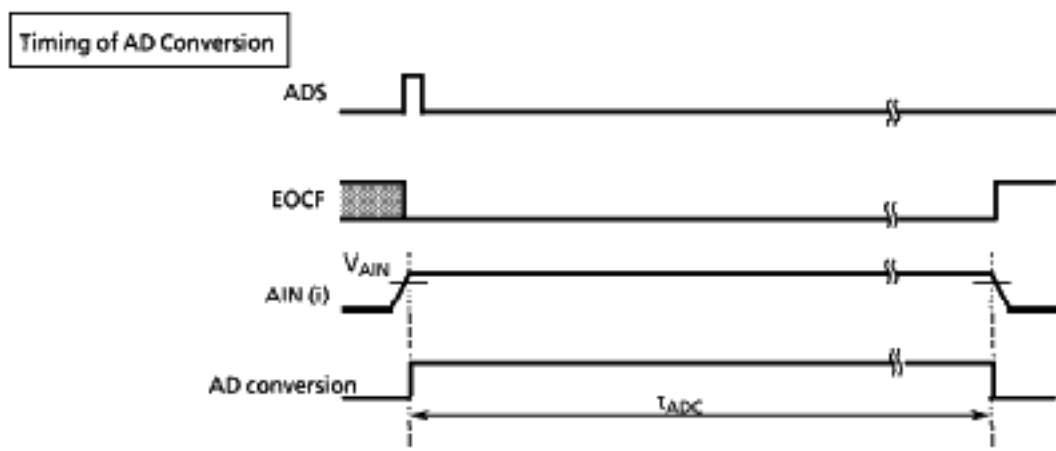 Timing of AD Conversion
ADS
EOCF
VAIN
AIN (i)
AD conversion
τADC